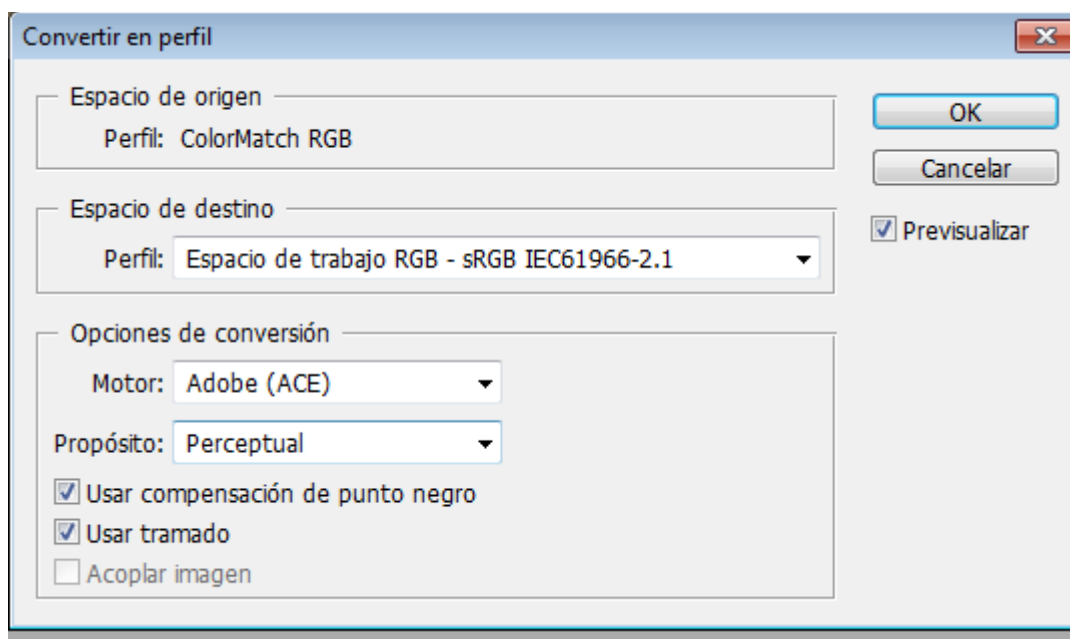 Convertir en perfil
Espacio de origen
Perfil: ColorMatch RGB
OK
Cancelar
Previsualizar
Espacio de destino
Perfil: Espacio de trabajo RGB - sRGB IEC61966-2.1
Opciones de conversión
Motor: Adobe (ACE)
Propósito: Perceptual
Usar compensación de punto negro
Usar tramado
Acoplar imagen